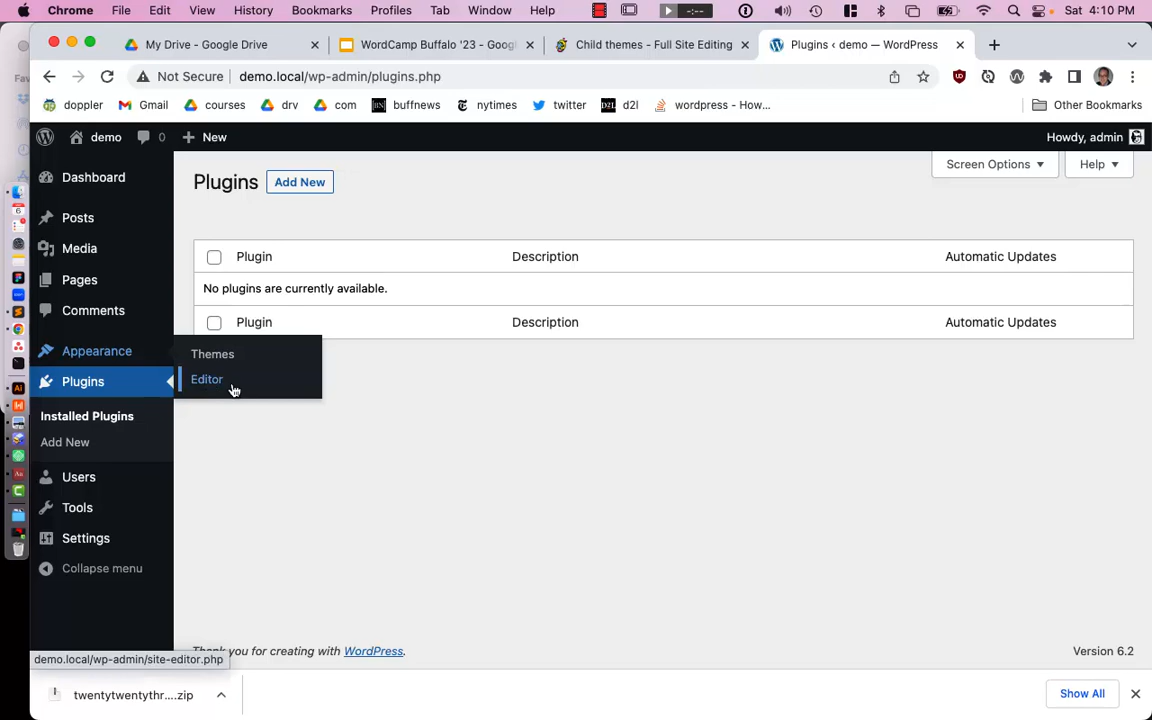 Chrome File Edit View History Bookmarks Profiles Tab Window Help -:-- Sat 4:10 PM
My Drive - Google Drive WordCamp Buffalo '23 - Goog Child themes - Full Site Editing Plugins ‹ demo — WordPress
Not Secure demo.local/wp-admin/plugins.php
doppler Gmail courses drv com buffnews nytimes twitter d2l wordpress - How... Other Bookmarks
demo 0 New Howdy, admin
Screen Options Help
Plugins Add New
Dashboard
Posts
Media
Pages
Comments
Appearance
Plugins
Installed Plugins
Add New
Users
Tools
Settings
Collapse menu
Themes
Editor
Plugin Description Automatic Updates
No plugins are currently available.
Plugin Description Automatic Updates
you for creating with WordPress. Version 6.2
demo.local/wp-admin/site-editor.php
twentytwentythr....zip Show All